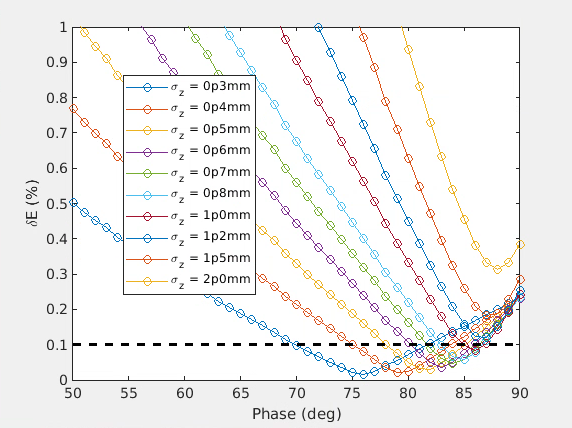 1
0.9
0.8
0.7
0.6
0.5
0.4
0.3
0.2
0.1
0
δE (%)
σz = 0p3mm
σz = 0p4mm
σz = 0p5mm
σz = 0p6mm
σz = 0p7mm
σz = 0p8mm
σz = 1p0mm
σz = 1p2mm
σz = 1p5mm
σz = 2p0mm
50 55 60 65 70 75 80 85 90
Phase (deg)